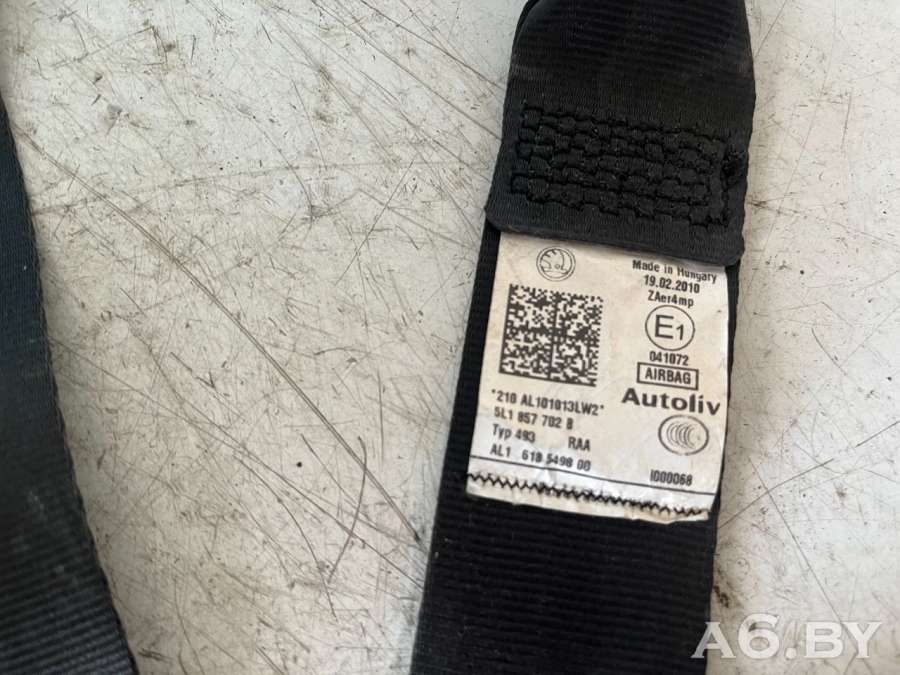 Made in Hungary
19.02.2010
ZAer4mp
E1
041072
AIRBAG
Autoliv
*210 AL101013LW2*
5L1 857 702 B
Typ 493 RAA
AL1 618 5498 00
I000068
A6.BY